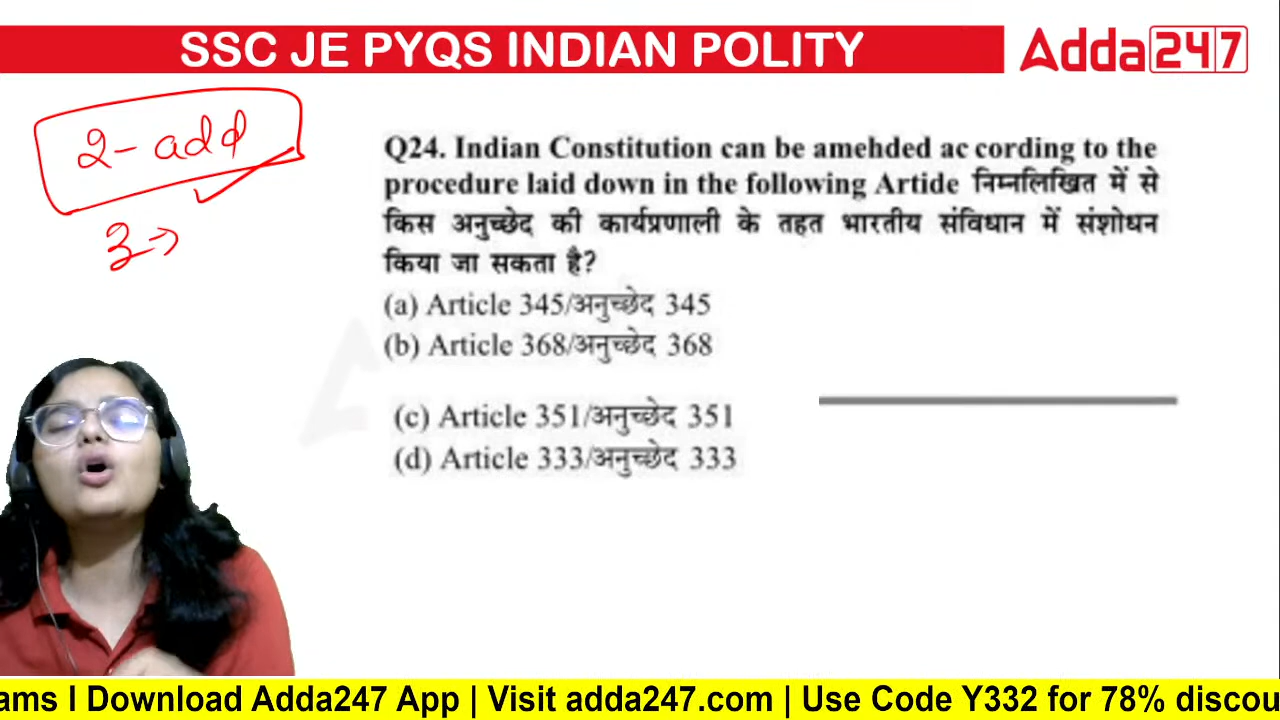 SSC JE PYQS INDIAN POLITY
Adda247
2- add
3->
Q24. Indian Constitution can be amehded ac cording to the
procedure laid down in the following Artide निम्नलिखित में से
किस अनुच्छेद की कार्यप्रणाली के तहत भारतीय संविधान में संशोधन
किया जा सकता है?
(a) Article 345/अनुच्छेद 345
(b) Article 368/अनुच्छेद 368
(c) Article 351/अनुच्छेद 351
(d) Article 333/अनुच्छेद 333
ams I Download Adda247 App | Visit adda247.com | Use Code Y332 for 78% discou